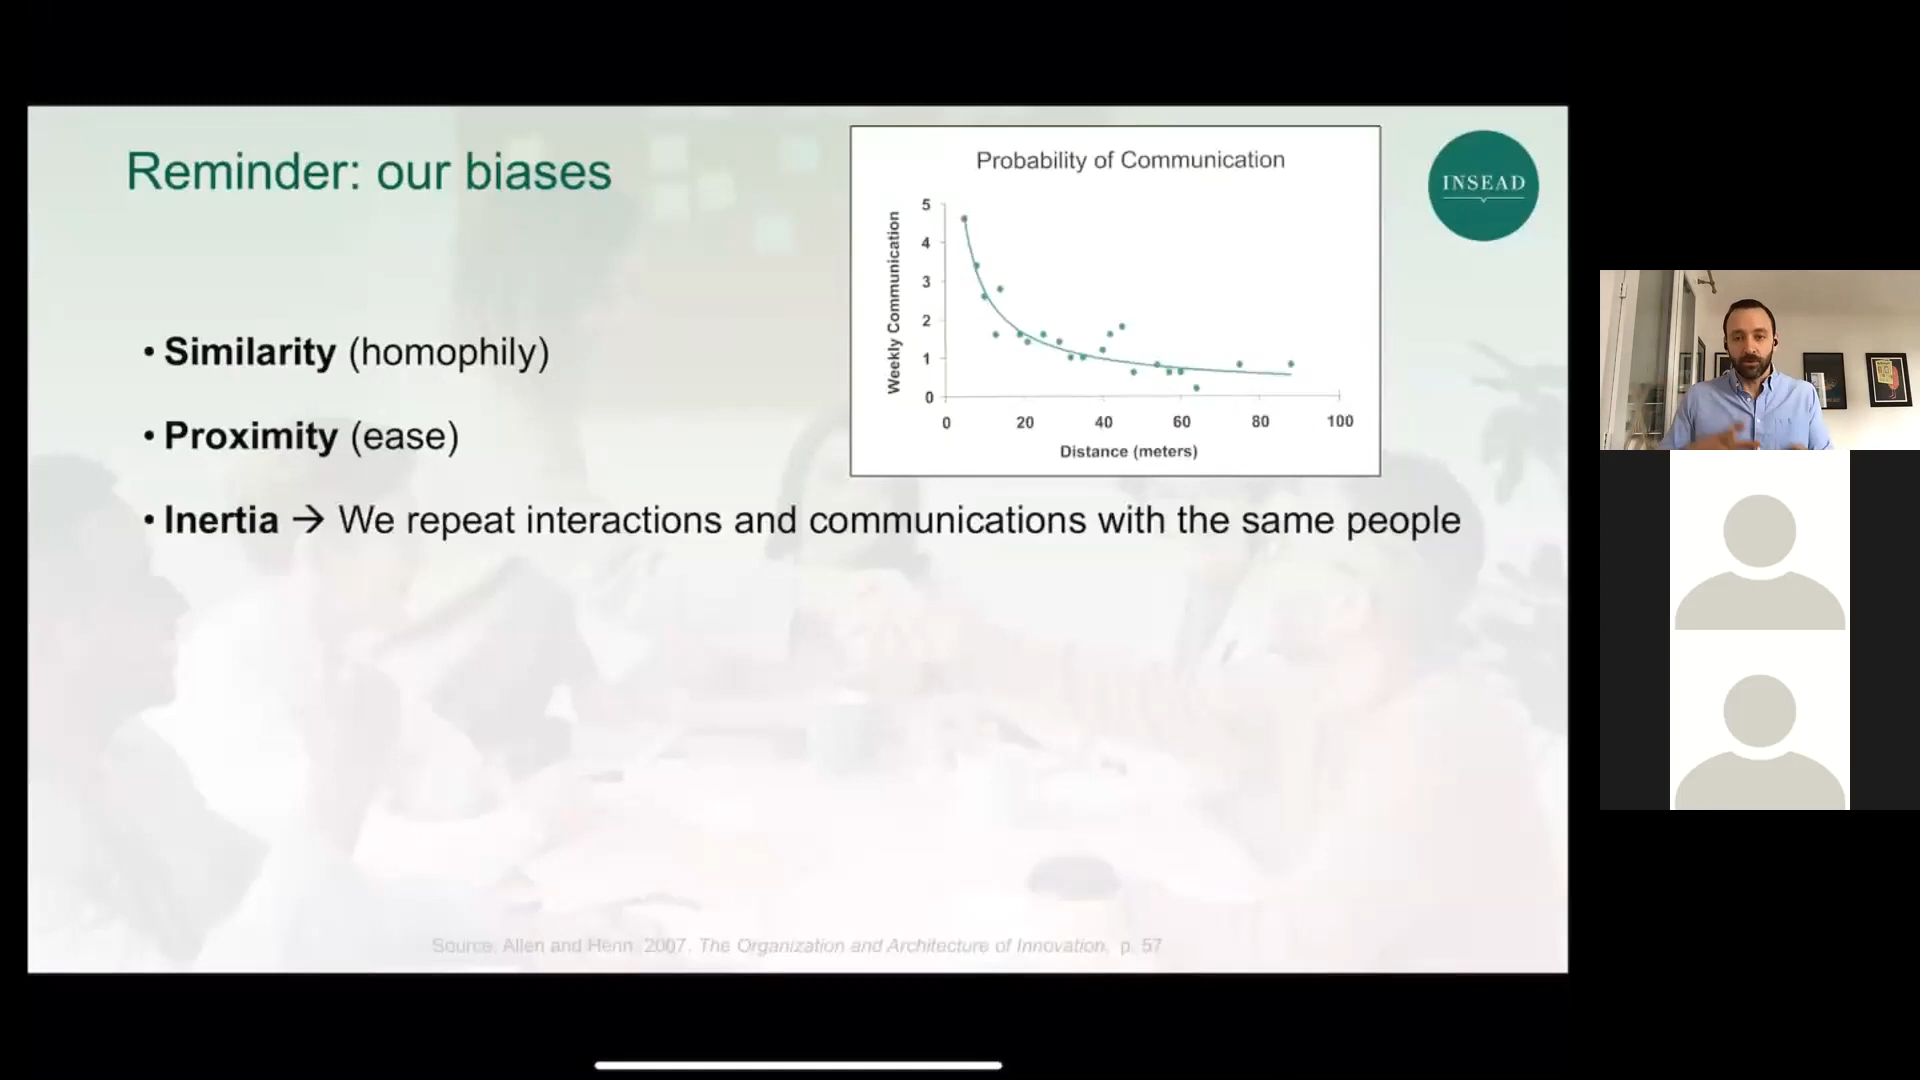 Reminder: our biases
Probability of Communication
INSEAD
Weekly Communication
5
4
3
2
1
0
0 20 40 60 80 100
Distance (meters)
• Similarity (homophily)
• Proximity (ease)
• Inertia → We repeat interactions and communications with the same people
Source. Allen and Henn. 2007. The Organization and Architecture of Innovation. p. 57